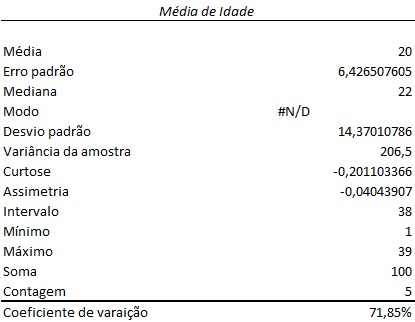 Média de Idade
Média 20
Erro padrão 6,426507605
Mediana 22
Modo #N/D
Desvio padrão 14,37010786
Variância da amostra 206,5
Curtose -0,201103366
Assimetria -0,04043907
Intervalo 38
Mínimo 1
Máximo 39
Soma 100
Contagem 5
Coeficiente de varaição 71,85%